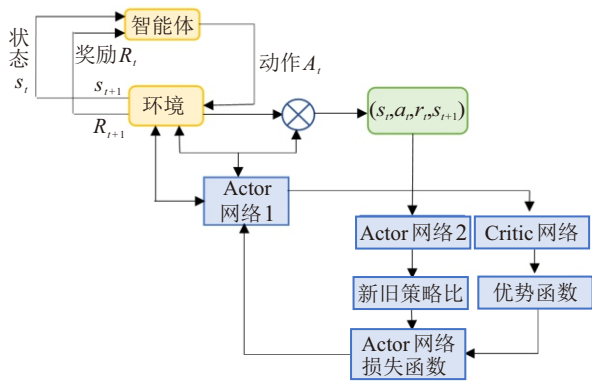 智能体
状态
s_t
奖励R_t
动作A_t
s_{t+1}
环境
R_{t+1}
(s_t,a_t,r_t,s_{t+1})
Actor
网络1
Actor网络2
Critic网络
新旧策略比
优势函数
Actor网络
损失函数